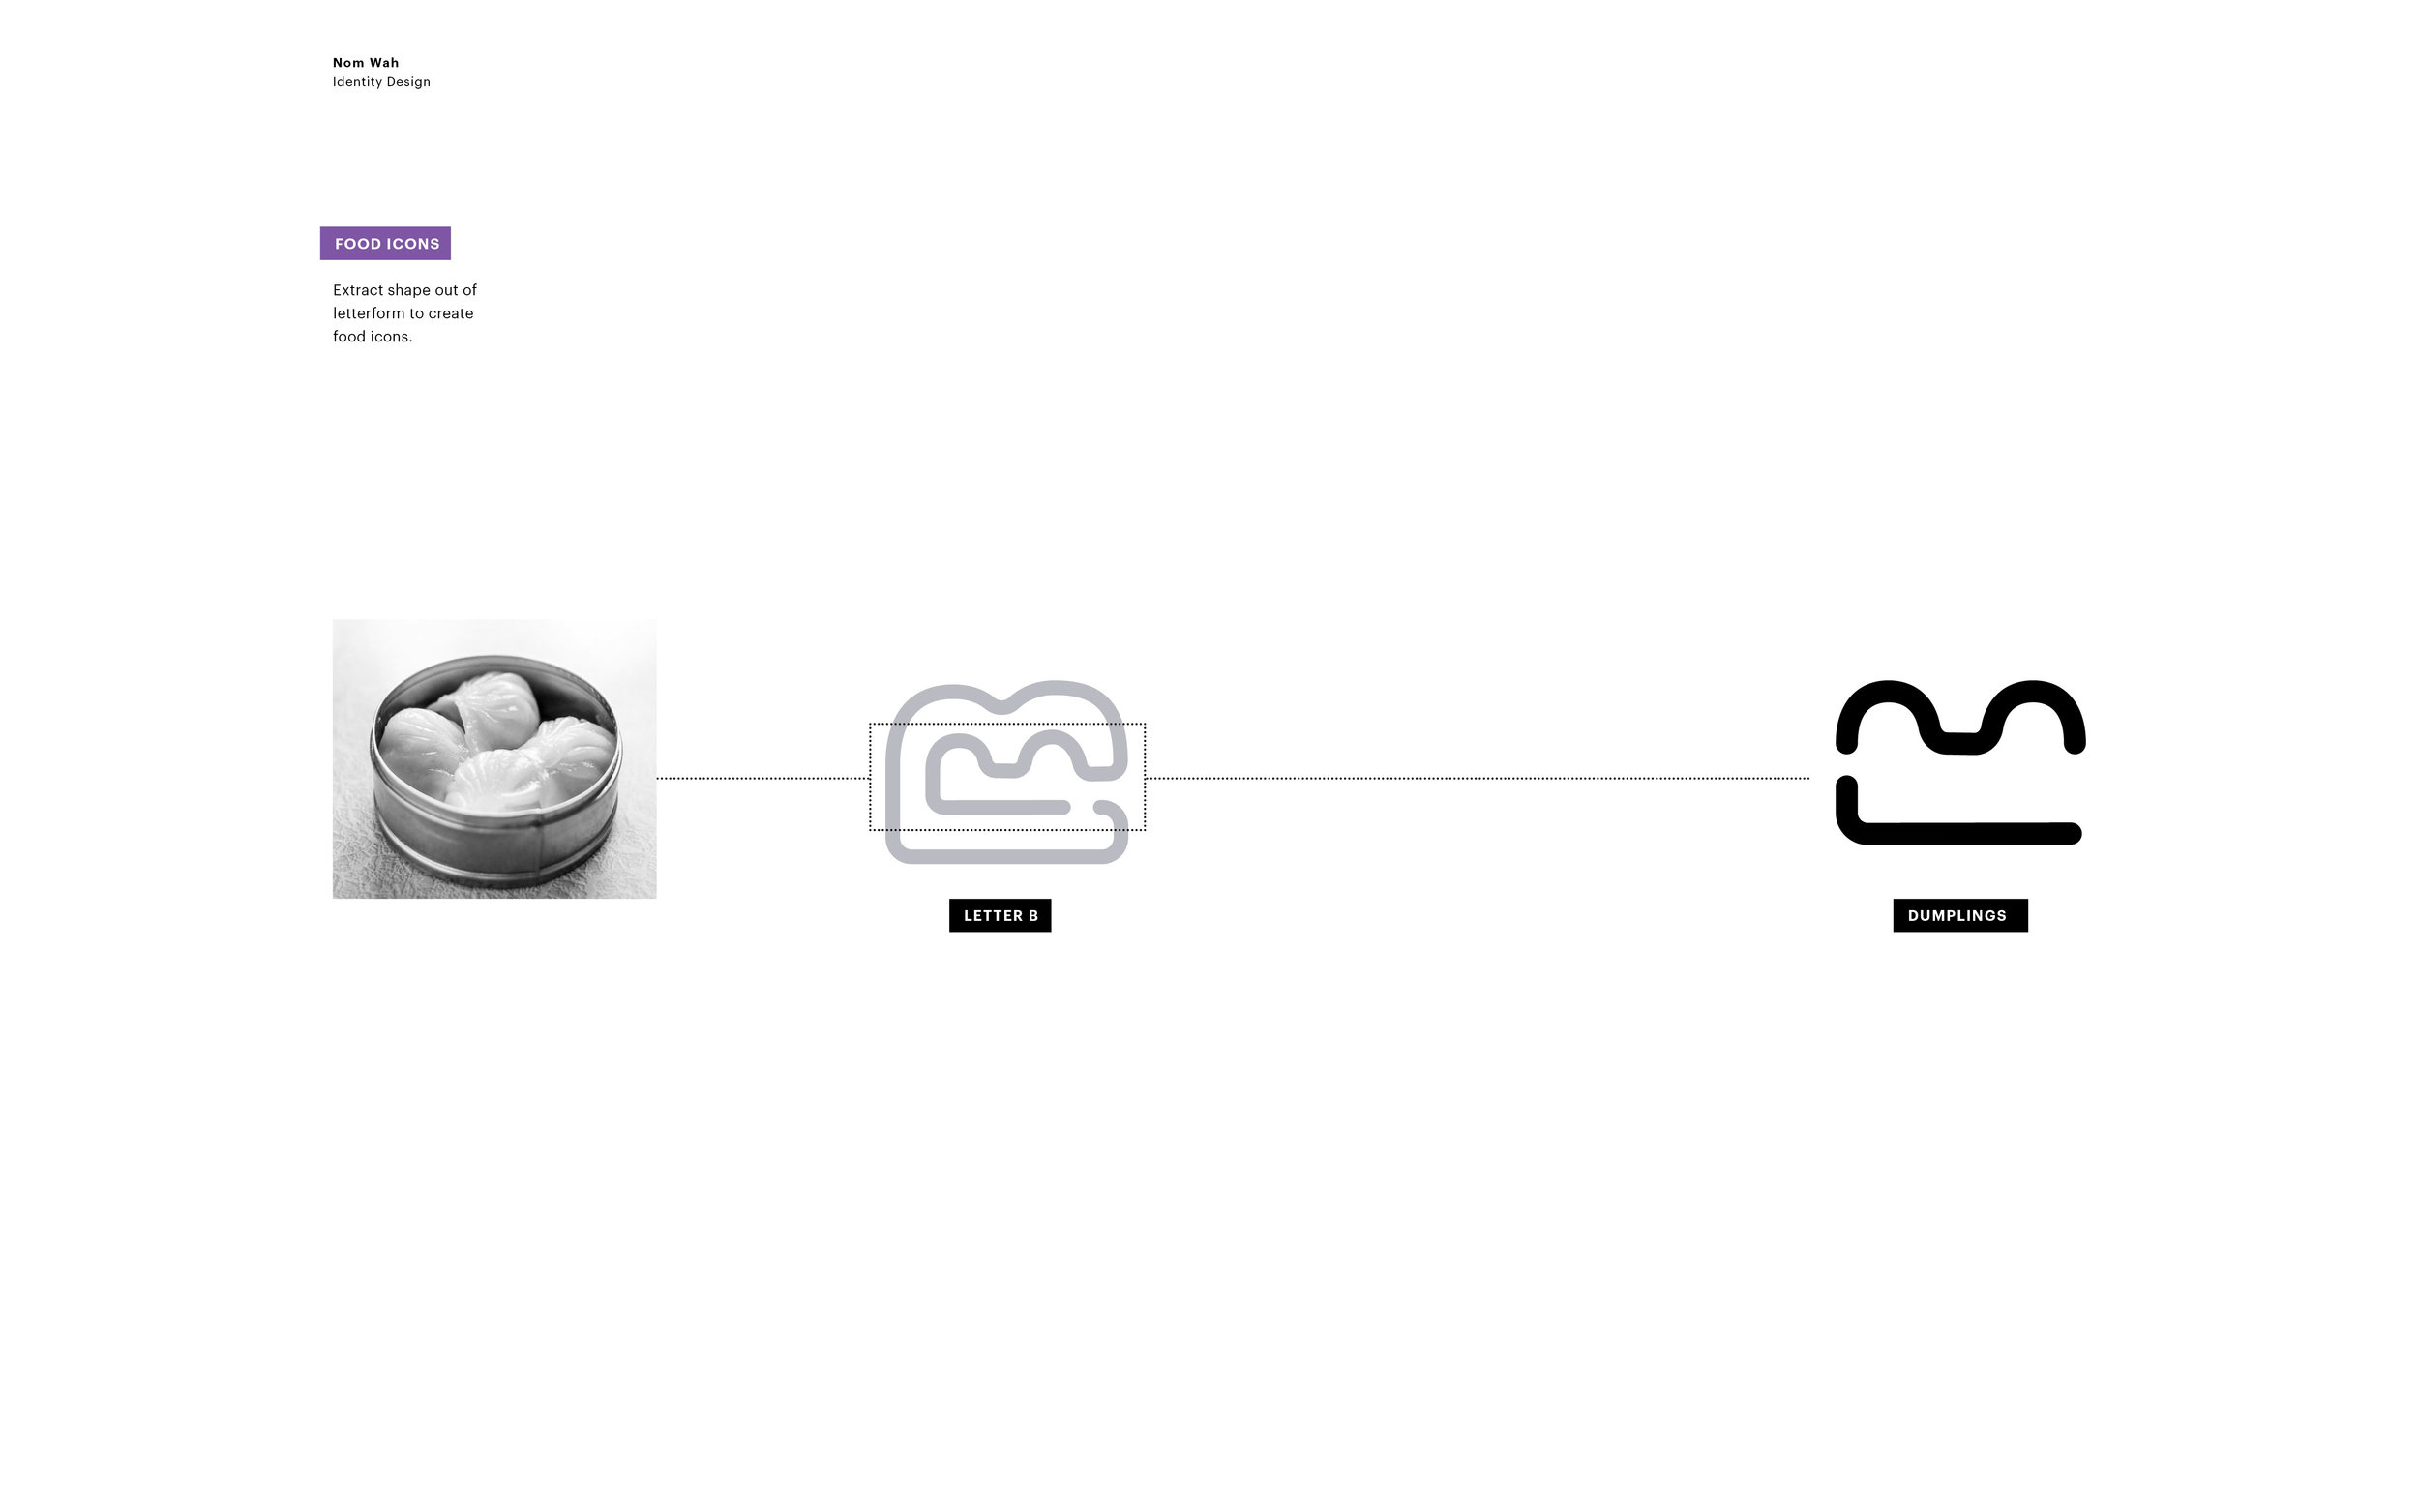 Nom Wah
Identity Design
FOOD ICONS
Extract shape out of
letterform to create
food icons.
LETTER B
DUMPLINGS